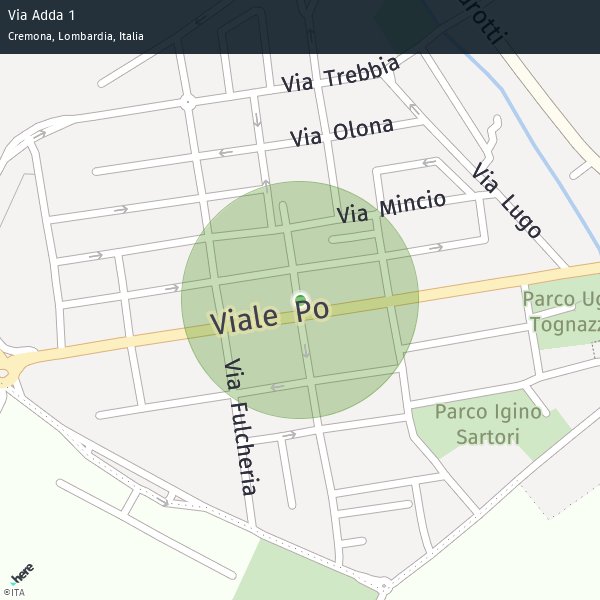 Via Adda 1
Cremona, Lombardia, Italia
Via Trebbia
Via Olona
Via Lugo
Via Mincio
Viale Po
Parco Ug
Tognazz
Via Fulcheria
Parco Igino
Sartori
here
©ITA